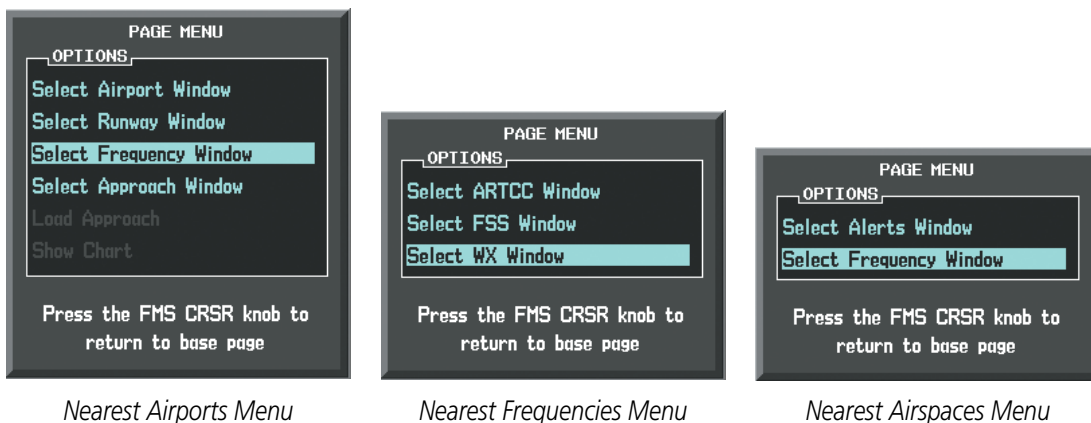 PAGE MENU
OPTIONS
Select Airport Window
Select Runway Window
Select Frequency Window
Select Approach Window
Load Approach
Show Chart
Press the FMS CRSR knob to
return to base page
Nearest Airports Menu
PAGE MENU
OPTIONS
Select ARTCC Window
Select FSS Window
Select WX Window
Press the FMS CRSR knob to
return to base page
Nearest Frequencies Menu
PAGE MENU
OPTIONS
Select Alerts Window
Select Frequency Window
Press the FMS CRSR knob to
return to base page
Nearest Airspaces Menu